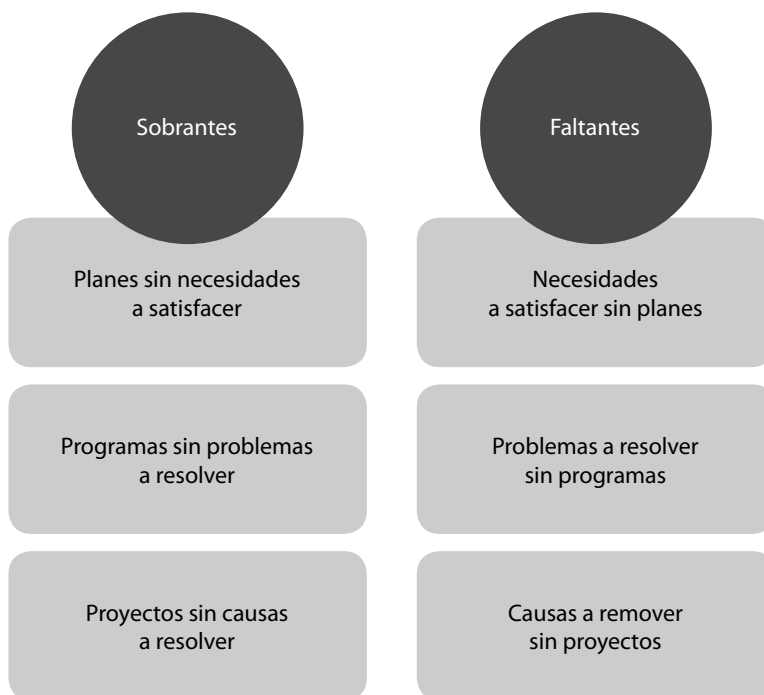 Sobrantes
Planes sin necesidades
a satisfacer
Programas sin problemas
a resolver
Proyectos sin causas
a resolver
Faltantes
Necesidades
a satisfacer sin planes
Problemas a resolver
sin programas
Causas a remover
sin proyectos